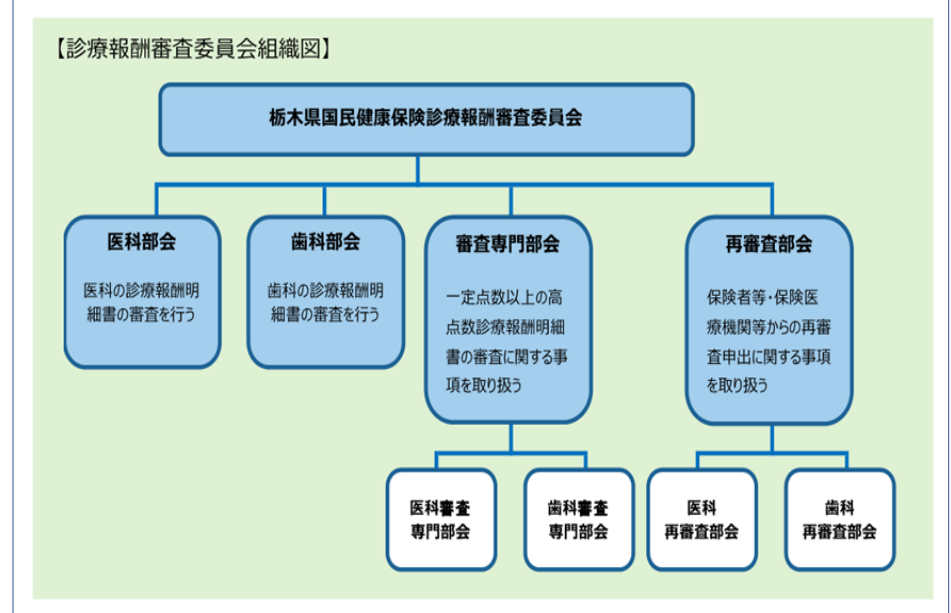 【診療報酬審査委員会組織図】
栃木県国民健康保険診療報酬審査委員会
医科部会
医科の診療報酬明
細書の審査を行う
歯科部会
歯科の診療報酬明
細書の審査を行う
審査専門部会
一定点数以上の高
点数診療報酬明細
書の審査に関する事
項を取り扱う
再審査部会
保険者等・保険医
療機関等からの再審
査申出に関する事項
を取り扱う
医科審査
専門部会
歯科審査
専門部会
医科
再審査部会
歯科
再審査部会